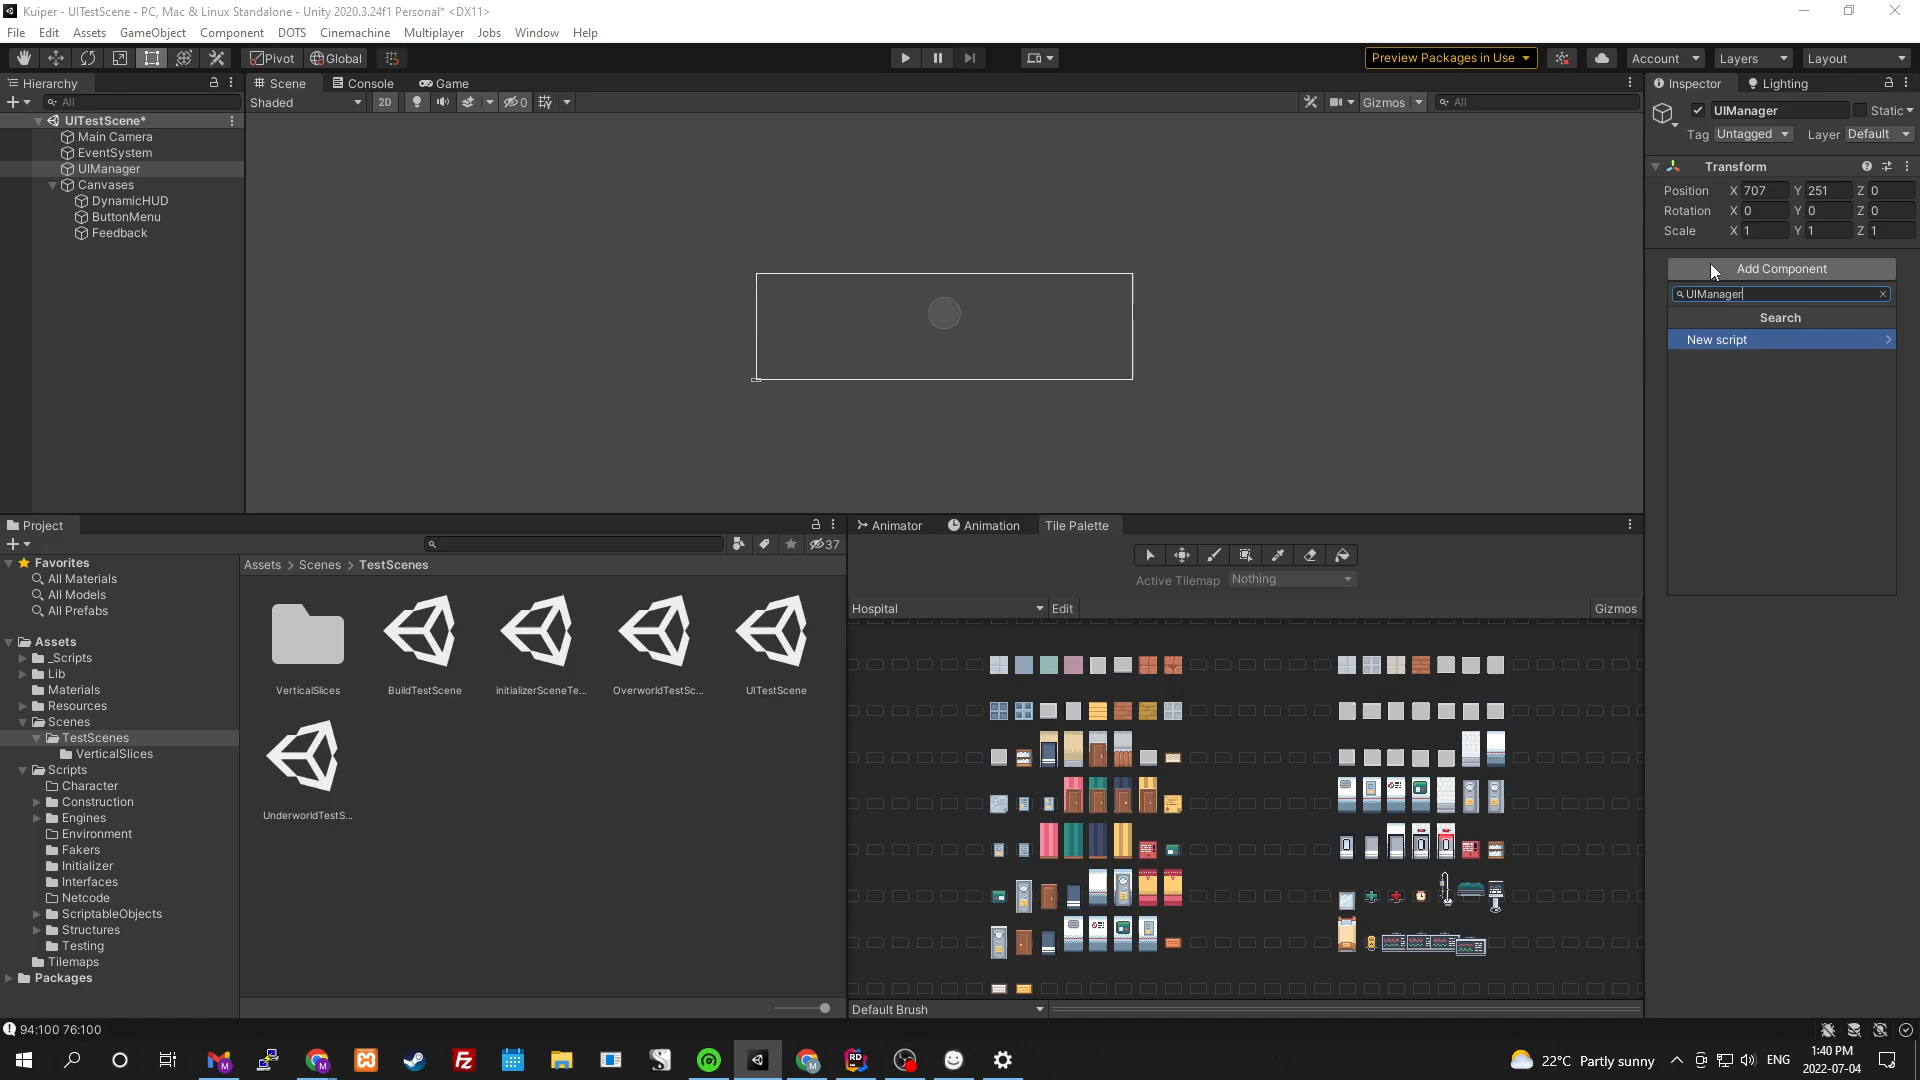 Kuiper - UITestScene - PC, Mac & Linux Standalone - Unity 2020.3.24f1 Personal* <DX11>
File Edit Assets GameObject Component DOTS Cinemachine Multiplayer Jobs Window Help
Pivot Global Preview Packages in Use Account Layers Layout
Hierarchy
All
UITestScene*
Main Camera
EventSystem
UIManager
Canvases
DynamicHUD
ButtonMenu
Feedback
Scene Console Game
Shaded 2D 0 Gizmos All
Inspector Lighting
UIManager Static
Tag Untagged Layer Default
Transform
Position X 707 Y 251 Z 0
Rotation X 0 Y 0 Z 0
Scale X 1 Y 1 Z 1
Add Component
UIManager
Search
New script
Project
37
Favorites
All Materials
All Models
All Prefabs
Assets
_Scripts
Lib
Materials
Resources
Scenes
TestScenes
VerticalSlices
Scripts
Character
Construction
Engines
Environment
Fakers
Initializer
Interfaces
Netcode
ScriptableObjects
Structures
Testing
Tilemaps
Packages
Assets > Scenes > TestScenes
VerticalSlices BuildTestScene initializerSceneTe... OverworldTestSc... UITestScene
UnderworldTestS...
Animator Animation Tile Palette
Active Tilemap Nothing
Hospital Edit Gizmos
Default Brush
94:100 76:100
22°C Partly sunny ENG 1:40 PM
2022-07-04